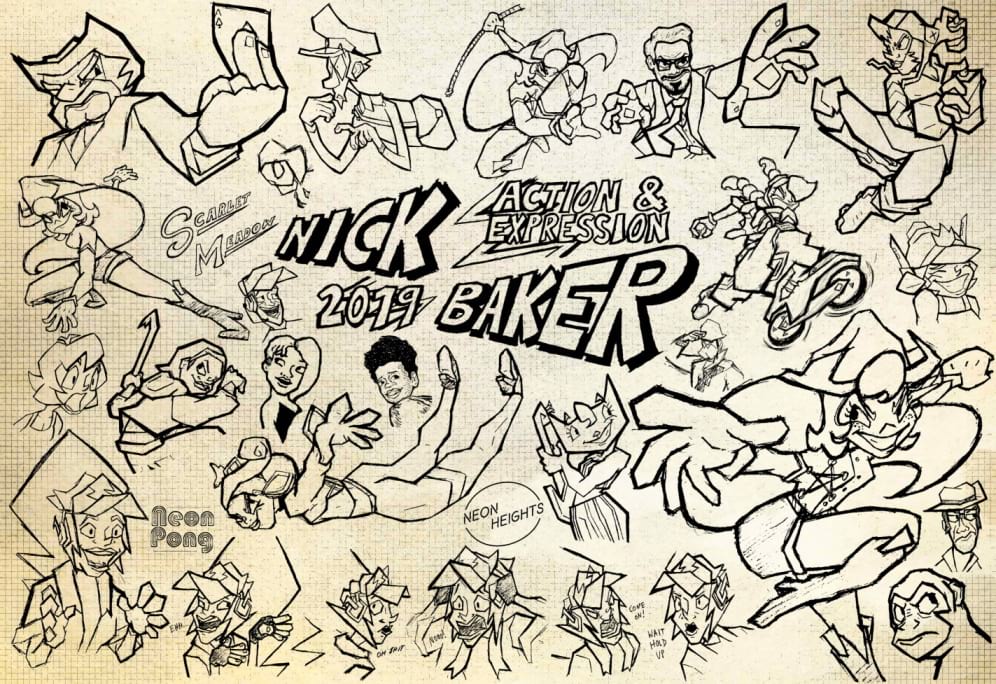 A
SCARLET
MEADOW
NICK
BAKER
2019
ACTION &
EXPRESSION
Neon
Pong
NEON
HEIGHTS
EHH
OH SHIT
NOOO!
COME
ON!
WAIT
HOLD
UP